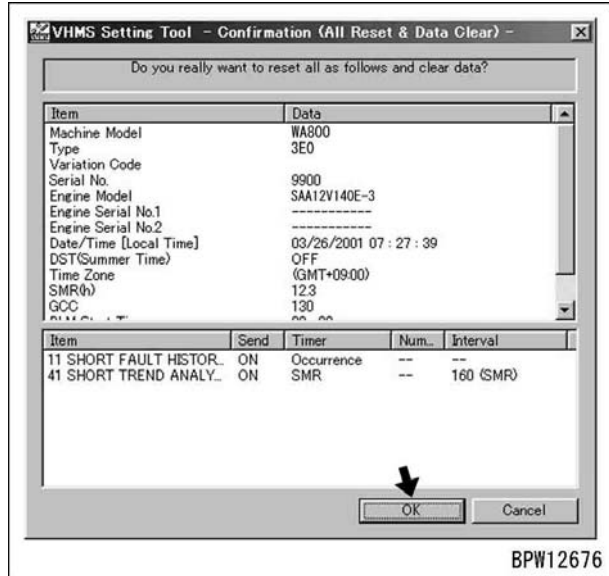 VHMS Setting Tool - Confirmation (All Reset & Data Clear) -
Do you really want to reset all as follows and clear data?
Item Data
Machine Model WA800
Type 3E0
Variation Code
Serial No. 9900
Engine Model SAA12V140E-3
Engine Serial No.1 -----------
Engine Serial No.2 -----------
Date/Time [Local Time] 03/26/2001 07:27:39
DST(Summer Time) OFF
Time Zone (GMT+09:00)
SMR(h) 12.3
GCC 130
Item Send Timer Num... Interval
11 SHORT FAULT HISTOR... ON Occurrence -- --
41 SHORT TREND ANALY... ON SMR -- 160 (SMR)
OK Cancel
BPW12676